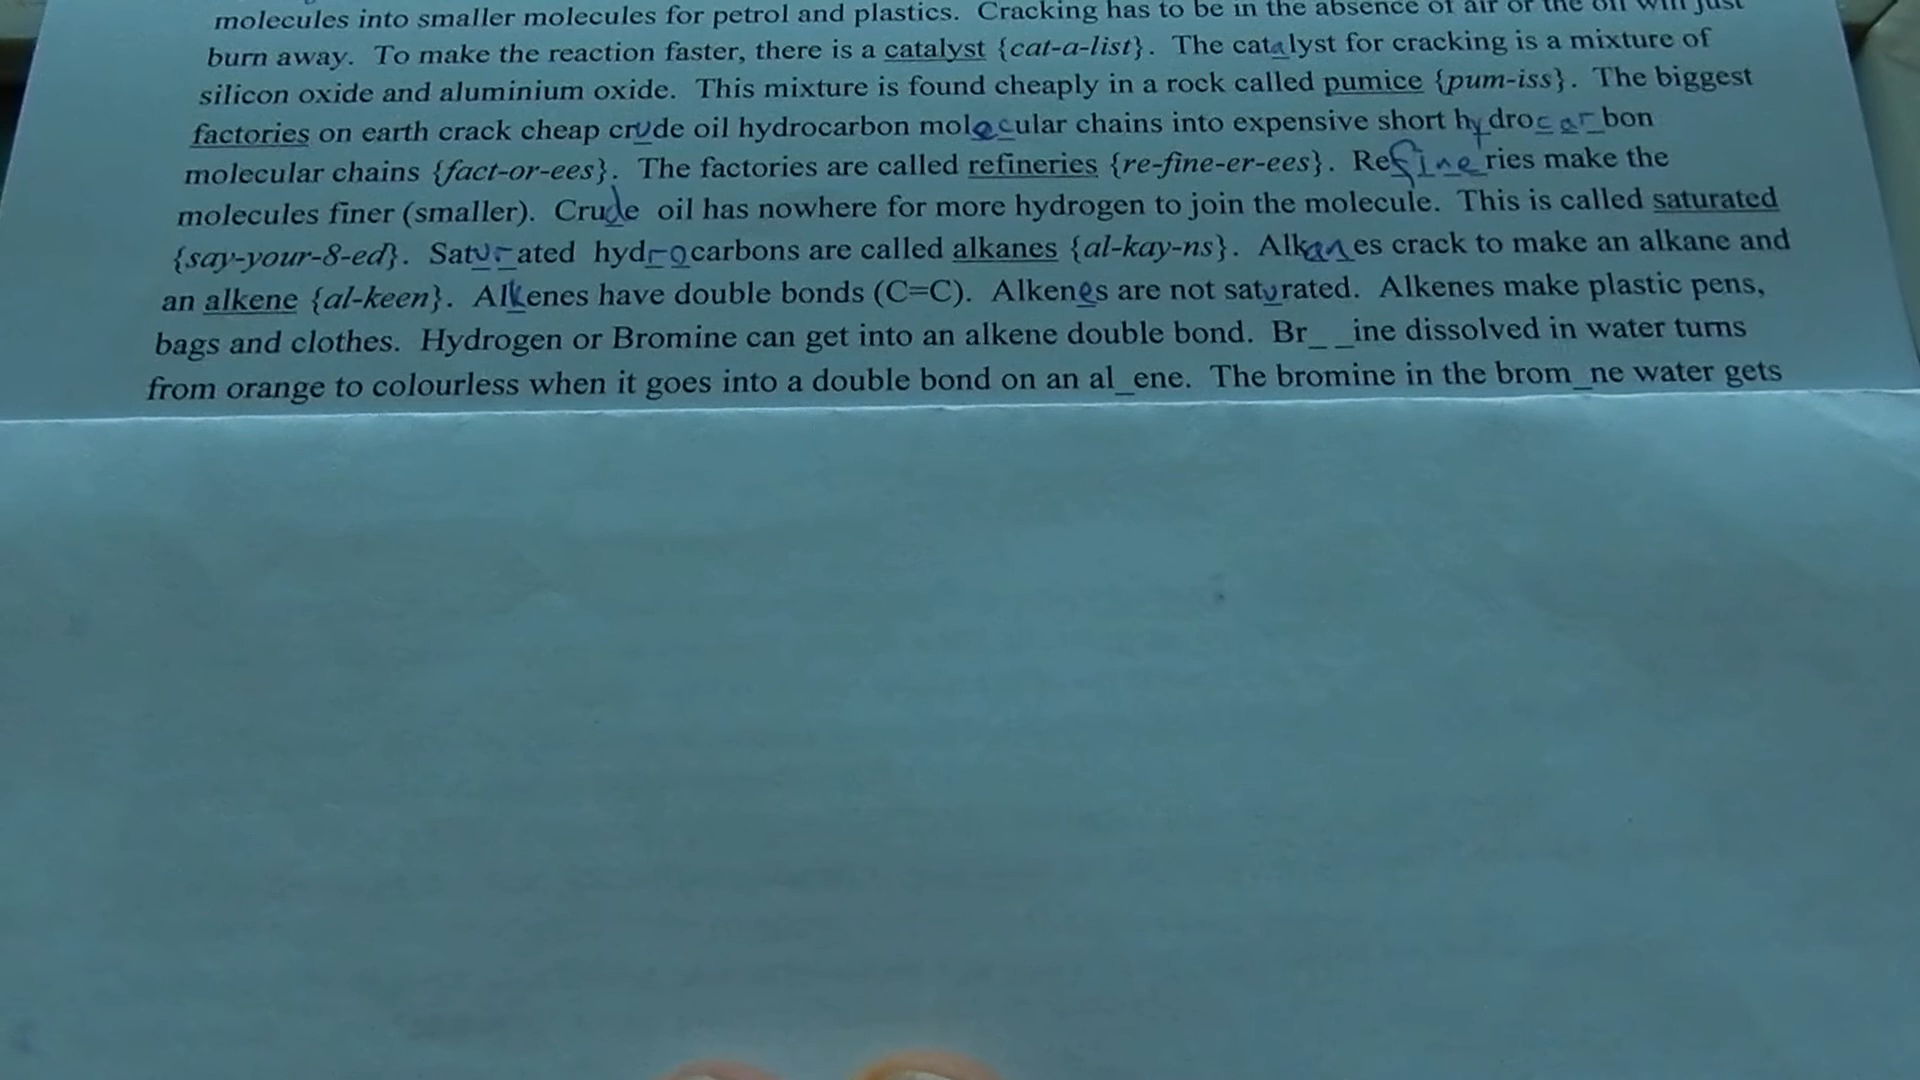 molecules into smaller molecules for petrol and plastics. Cracking has to be in the absence of air or the oil will just
burn away. To make the reaction faster, there is a catalyst {cat-a-list}. The catalyst for cracking is a mixture of
silicon oxide and aluminium oxide. This mixture is found cheaply in a rock called pumice {pum-iss}. The biggest
factories on earth crack cheap crude oil hydrocarbon molecular chains into expensive short hydrocarbon
molecular chains {fact-or-ees}. The factories are called refineries {re-fine-er-ees}. Refineries make the
molecules finer (smaller). Crude oil has nowhere for more hydrogen to join the molecule. This is called saturated
{say-your-8-ed}. Saturated hydrocarbons are called alkanes {al-kay-ns}. Alkanes crack to make an alkane and
an alkene {al-keen}. Alkenes have double bonds (C=C). Alkenes are not saturated. Alkenes make plastic pens,
bags and clothes. Hydrogen or Bromine can get into an alkene double bond. Br_ _ine dissolved in water turns
from orange to colourless when it goes into a double bond on an al_ene. The bromine in the brom_ne water gets